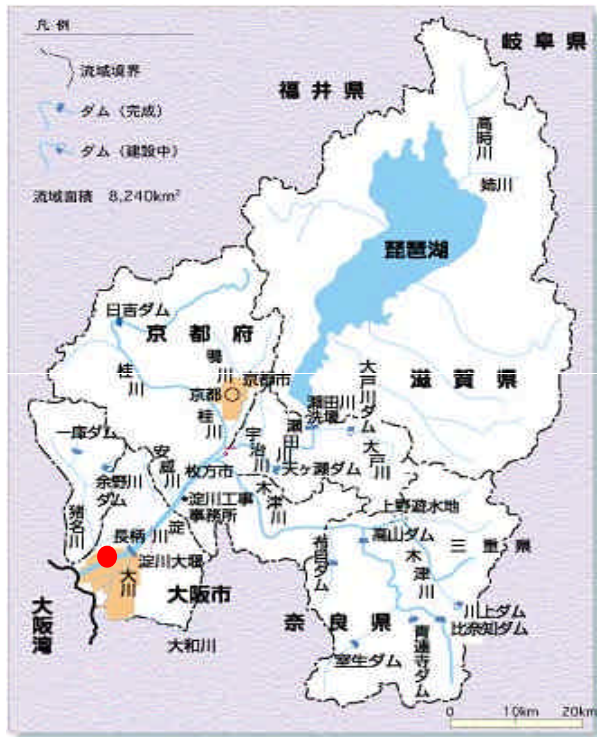 凡例
流域境界
ダム（完成）
ダム（建設中）
流域面積 8,240km²
岐阜県
福井県
高時川
姉川
琵琶湖
日吉ダム
京都府
鴨川
桂川
京都
京都市
桂川
滋賀県
大戸川ダム
瀬田川洗堰
瀬田川
大戸川
宇治川
天ヶ瀬ダム
一庫ダム
余野川ダム
安威川
枚方市
木津川
淀川工事事務所
猪名川
長柄
淀川
淀川大堰
大川
大阪市
大阪湾
大和川
上野遊水地
高山ダム
布目ダム
三重県
木津川
奈良県
川上ダム
比奈知ダム
青蓮寺ダム
室生ダム
0 10km 20km